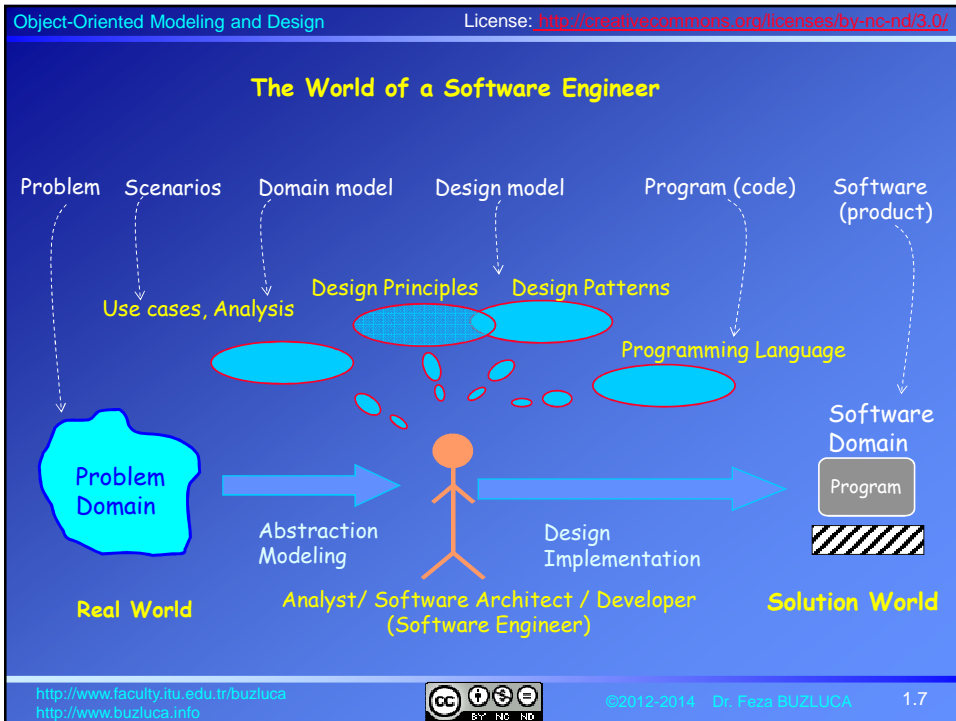 Object-Oriented Modeling and Design
License: http://creativecommons.org/licenses/by-nc-nd/3.0/
The World of a Software Engineer
Problem
Scenarios
Domain model
Design model
Program (code)
Software
(product)
Use cases, Analysis
Design Principles
Design Patterns
Programming Language
Problem
Domain
Abstraction
Modeling
Design
Implementation
Software
Domain
Program
Real World
Analyst/ Software Architect / Developer
(Software Engineer)
Solution World
http://www.faculty.itu.edu.tr/buzluca
http://www.buzluca.info
cc
BY NC ND
©2012-2014 Dr. Feza BUZLUCA
1.7